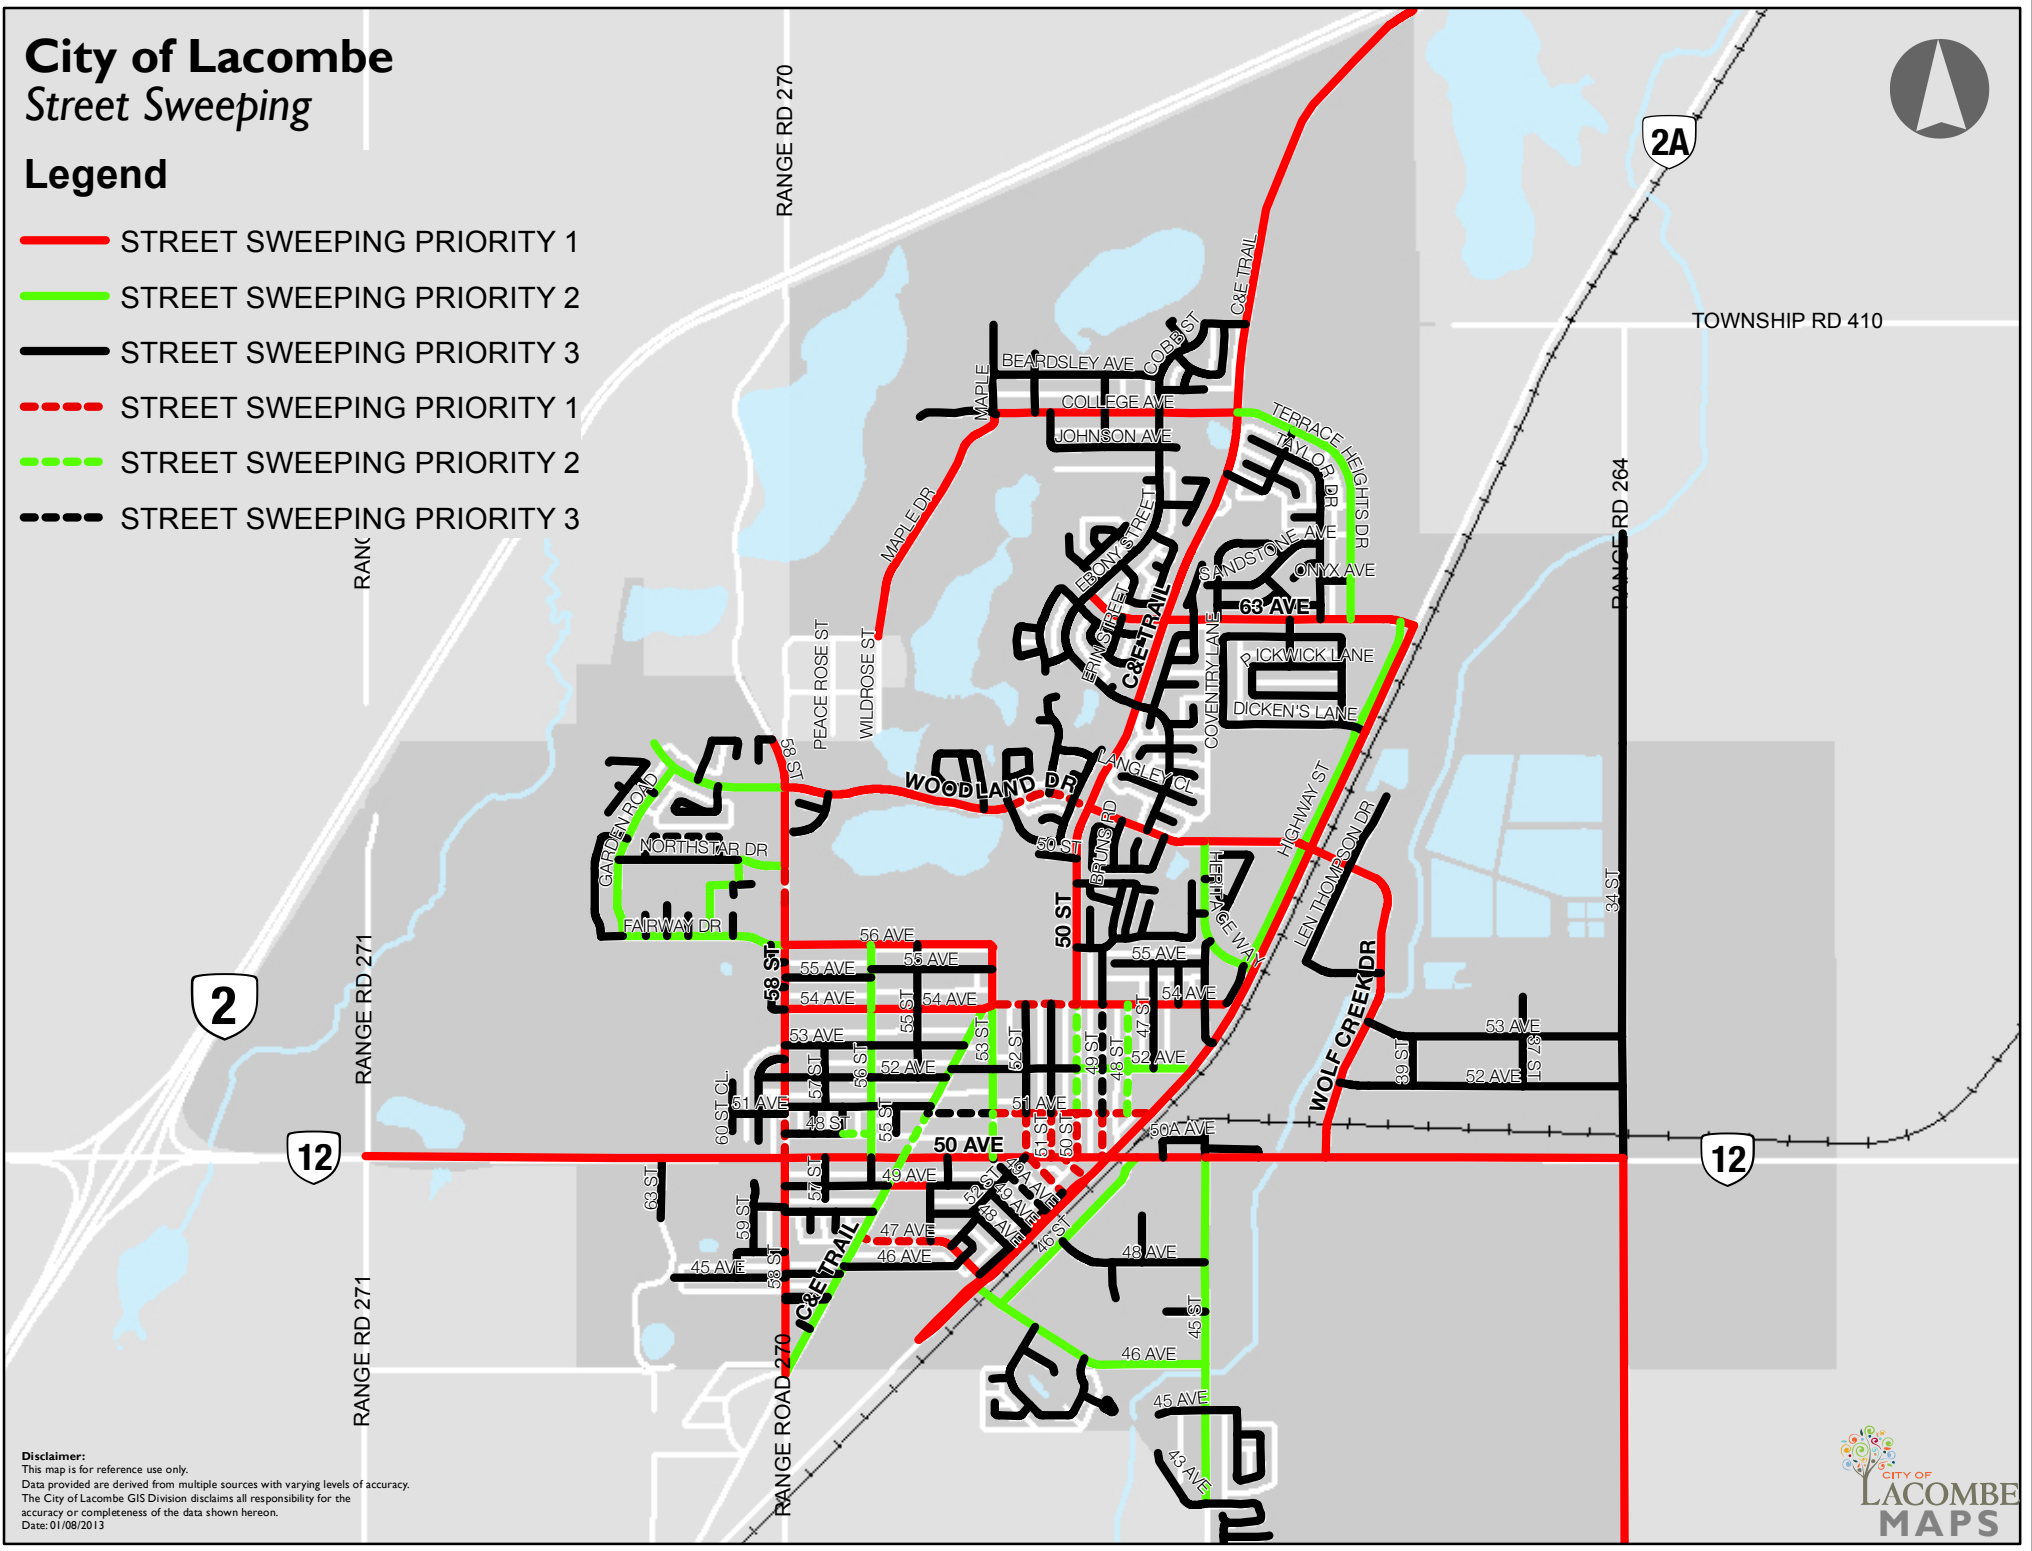 City of Lacombe
Street Sweeping
Legend
STREET SWEEPING PRIORITY 1
STREET SWEEPING PRIORITY 2
STREET SWEEPING PRIORITY 3
STREET SWEEPING PRIORITY 1
STREET SWEEPING PRIORITY 2
STREET SWEEPING PRIORITY 3
RANGE RD 270
2A
TOWNSHIP RD 410
C&E TRAIL
COBB ST
BEARDSLEY AVE
MAPLE
COLLEGE AVE
JOHNSON AVE
TERRACE HEIGHTS DR
TAYLOR DR
MAPLE DR
EBONY STREET
SANDSTONE AVE
ONYX AVE
RANGE RD 264
RANG
63 AVE
ERIN STREET
C&E TRAIL
COVENTRY LANE
PICKWICK LANE
DICKEN'S LANE
PEACE ROSE ST
WILDROSE ST
58 ST
WOODLAND DR
LANGLEY CL
BRUNS RD
50 ST
HIGHWAY ST
LEN THOMPSON DR
GARDEN ROAD
NORTHSTAR DR
FAIRWAY DR
HERITAGE WAY
34 ST
50 ST
56 AVE
55 AVE
55 AVE
55 AVE
58 ST
54 AVE
54 AVE
54 AVE
55 ST
47 ST
WOLF CREEK DR
2
RANGE RD 271
53 AVE
53 ST
52 ST
49 ST
48 ST
53 AVE
39 ST
37 ST
52 AVE
52 AVE
52 AVE
57 ST
56 ST
60 ST CL.
51 AVE
51 AVE
48 ST
55 ST
51 ST
50 ST
50A AVE
50 AVE
12
12
63 ST
57 ST
49 AVE
52 ST
49A AVE
49 AVE
48 AVE
46 ST
59 ST
47 AVE
46 AVE
48 AVE
45 AVE
58 ST
C&E TRAIL
45 ST
46 AVE
45 AVE
43 AVE
RANGE RD 271
RANGE ROAD 270
Disclaimer:
This map is for reference use only.
Data provided are derived from multiple sources with varying levels of accuracy.
The City of Lacombe GIS Division disclaims all responsibility for the
accuracy or completeness of the data shown hereon.
Date: 01/08/2013
CITY OF
LACOMBE
MAPS